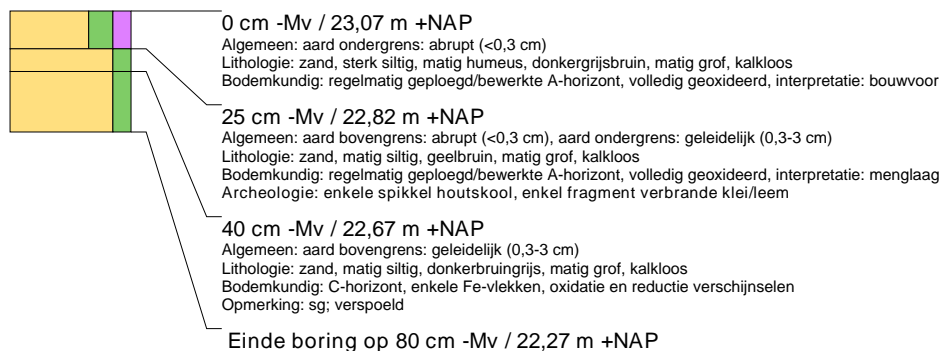 0 cm -Mv / 23,07 m +NAP
Algemeen: aard ondergrens: abrupt (<0,3 cm)
Lithologie: zand, sterk siltig, matig humeus, donkergrijsbruin, matig grof, kalkloos
Bodemkundig: regelmatig geploegd/bewerkte A-horizont, volledig geoxideerd, interpretatie: bouwvoor
25 cm -Mv / 22,82 m +NAP
Algemeen: aard bovengrens: abrupt (<0,3 cm), aard ondergrens: geleidelijk (0,3-3 cm)
Lithologie: zand, matig siltig, geelbruin, matig grof, kalkloos
Bodemkundig: regelmatig geploegd/bewerkte A-horizont, volledig geoxideerd, interpretatie: menglaag
Archeologie: enkele spikkel houtskool, enkel fragment verbrande klei/leem
40 cm -Mv / 22,67 m +NAP
Algemeen: aard bovengrens: geleidelijk (0,3-3 cm)
Lithologie: zand, matig siltig, donkerbruingrijs, matig grof, kalkloos
Bodemkundig: C-horizont, enkele Fe-vlekken, oxidatie en reductie verschijnselen
Opmerking: sg; verspoeld
Einde boring op 80 cm -Mv / 22,27 m +NAP